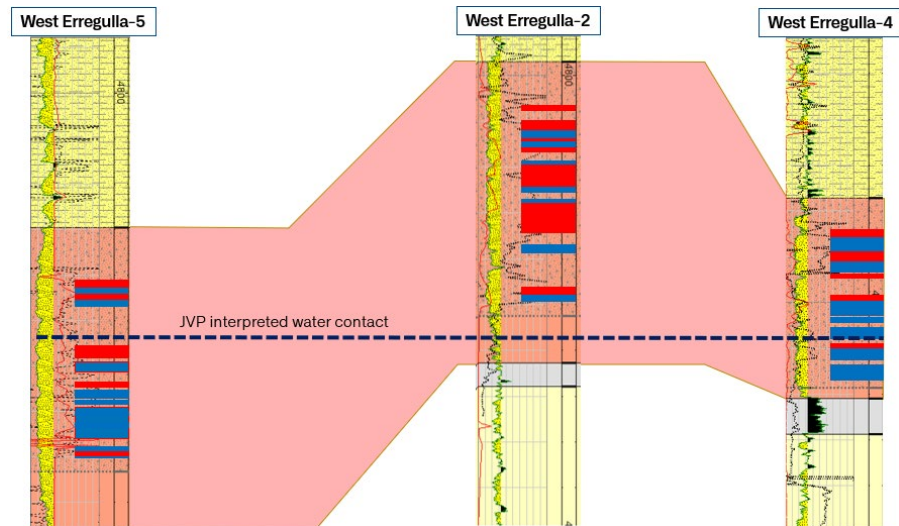 West Erregulla-5
West Erregulla-2
West Erregulla-4
4800
4800
JVP interpreted water contact